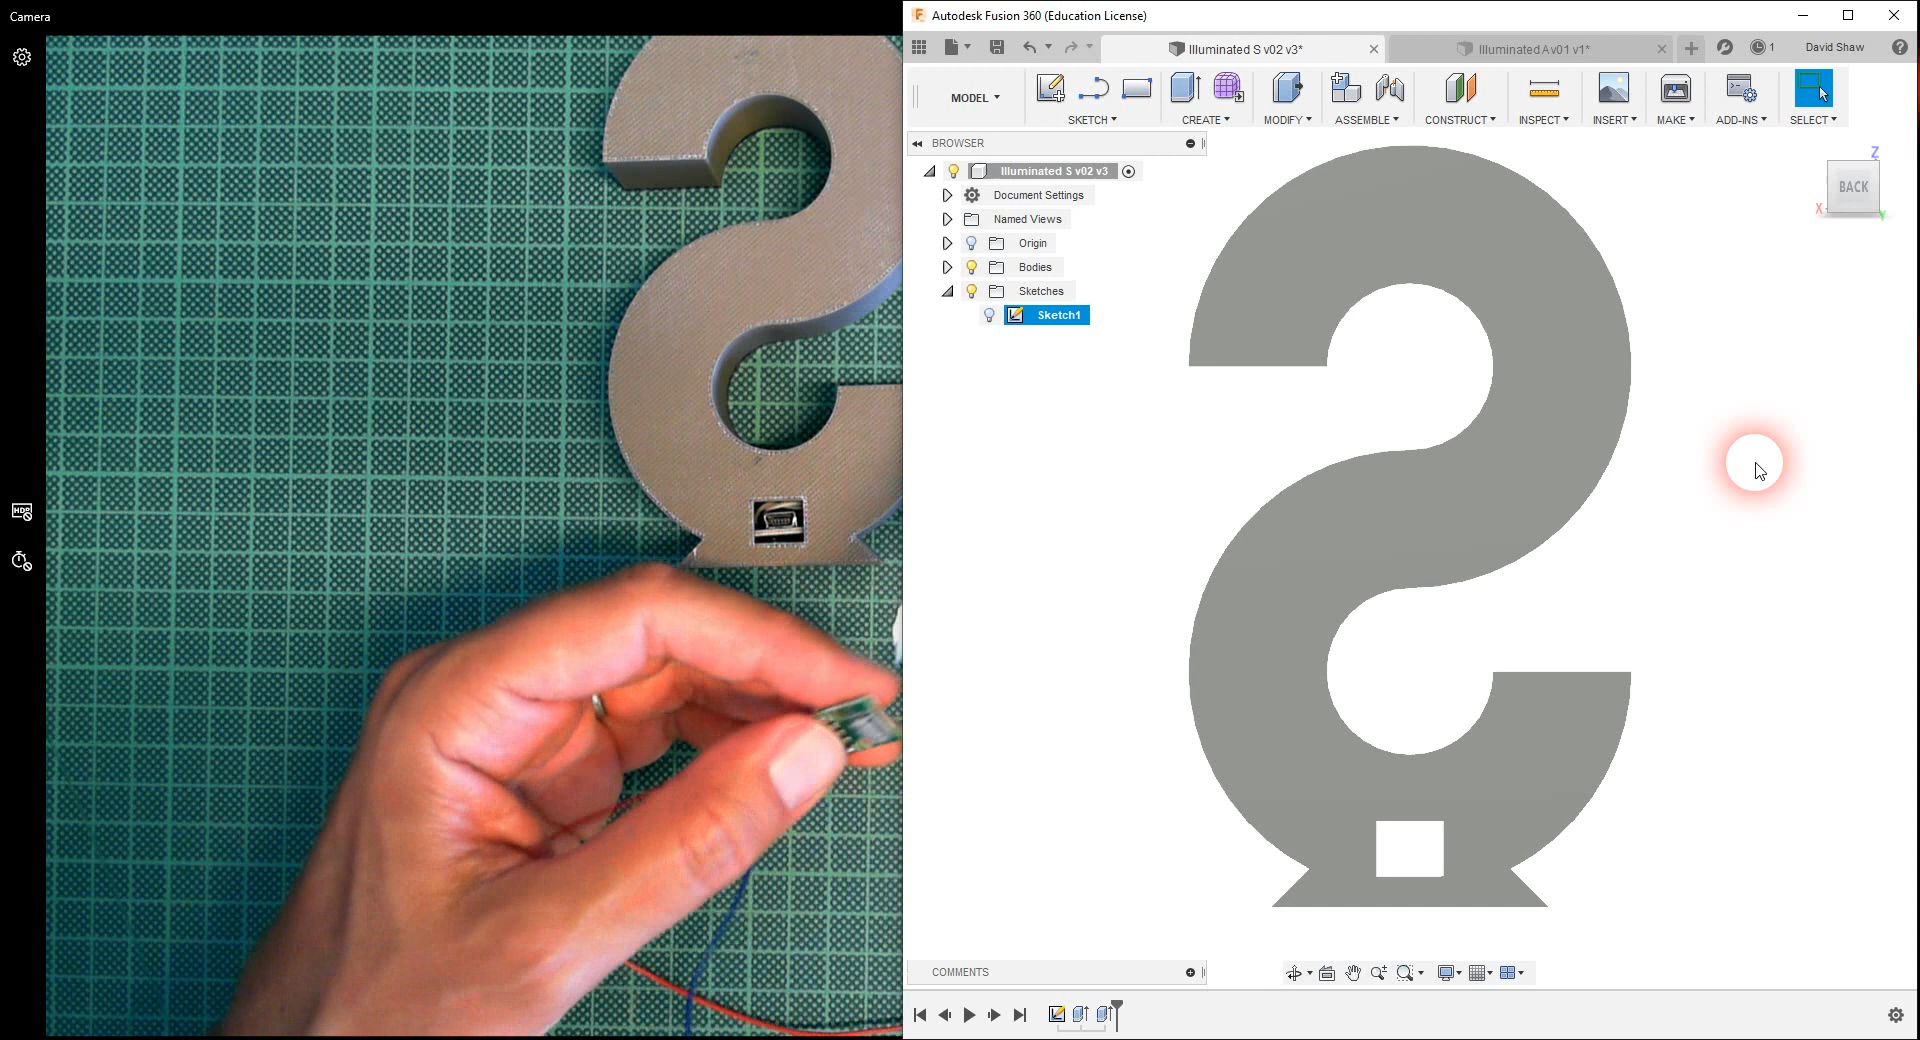 Camera
HDR
Autodesk Fusion 360 (Education License)
Illuminated S v02 v3*
Illuminated Av01 v1*
1
David Shaw
MODEL
SKETCH
CREATE
MODIFY
ASSEMBLE
CONSTRUCT
INSPECT
INSERT
MAKE
ADD-INS
SELECT
BROWSER
Illuminated S v02 v3
Document Settings
Named Views
Origin
Bodies
Sketches
Sketch1
Z
BACK
X
Y
COMMENTS